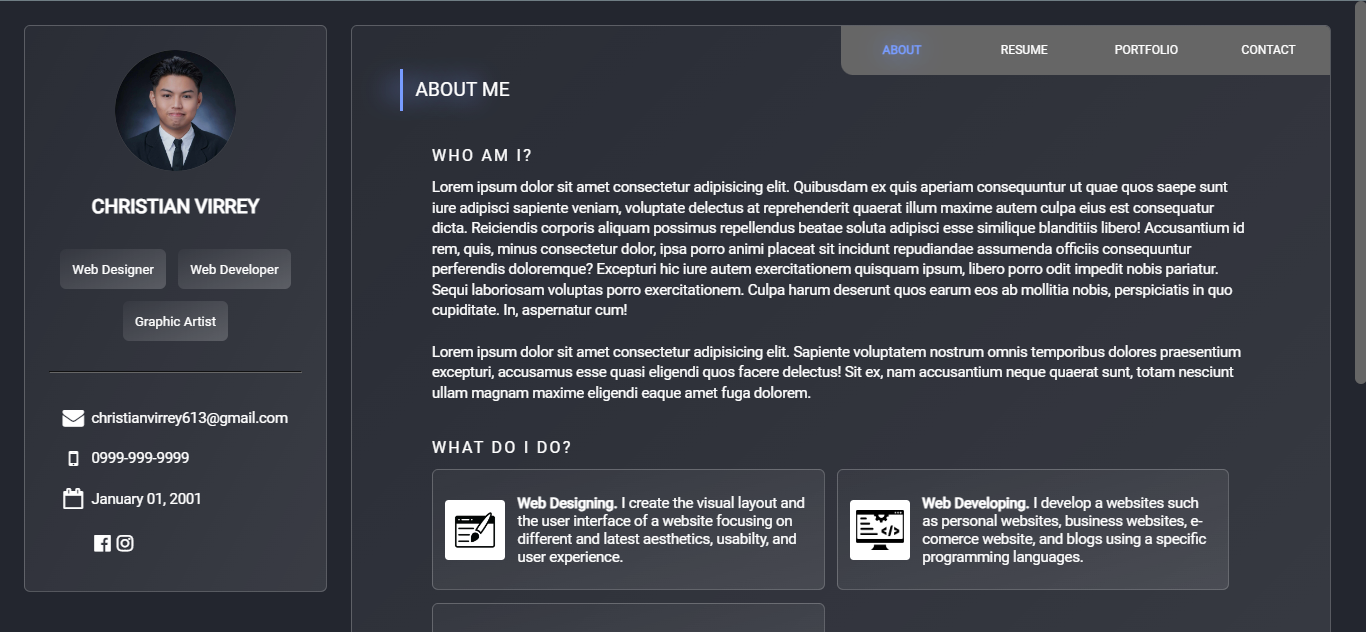 CHRISTIAN VIRREY
Web Designer
Web Developer
Graphic Artist
christianvirrey613@gmail.com
0999-999-9999
January 01, 2001
ABOUT
RESUME
PORTFOLIO
CONTACT
ABOUT ME
WHO AM I?
Lorem ipsum dolor sit amet consectetur adipisicing elit. Quibusdam ex quis aperiam consequuntur ut quae quos saepe sunt
iure adipisci sapiente veniam, voluptate delectus at reprehenderit quaerat illum maxime autem culpa eius est consequatur
dicta. Reiciendis corporis aliquam possimus repellendus beatae soluta adipisci esse similique blanditiis libero! Accusantium id
rem, quis, minus consectetur dolor, ipsa porro animi placeat sit incidunt repudiandae assumenda officiis consequuntur
perferendis doloremque? Excepturi hic iure autem exercitationem quisquam ipsum, libero porro odit impedit nobis pariatur.
Sequi laboriosam voluptas porro exercitationem. Culpa harum deserunt quos earum eos ab mollitia nobis, perspiciatis in quo
cupiditate. In, aspernatur cum!
Lorem ipsum dolor sit amet consectetur adipisicing elit. Sapiente voluptatem nostrum omnis temporibus dolores praesentium
excepturi, accusamus esse quasi eligendi quos facere delectus! Sit ex, nam accusantium neque quaerat sunt, totam nesciunt
ullam magnam maxime eligendi eaque amet fuga dolorem.
WHAT DO I DO?
Web Designing. I create the visual layout and
the user interface of a website focusing on
different and latest aesthetics, usabilty, and
user experience.
Web Developing. I develop a websites such
as personal websites, business websites, e-
comerce website, and blogs using a specific
programming languages.